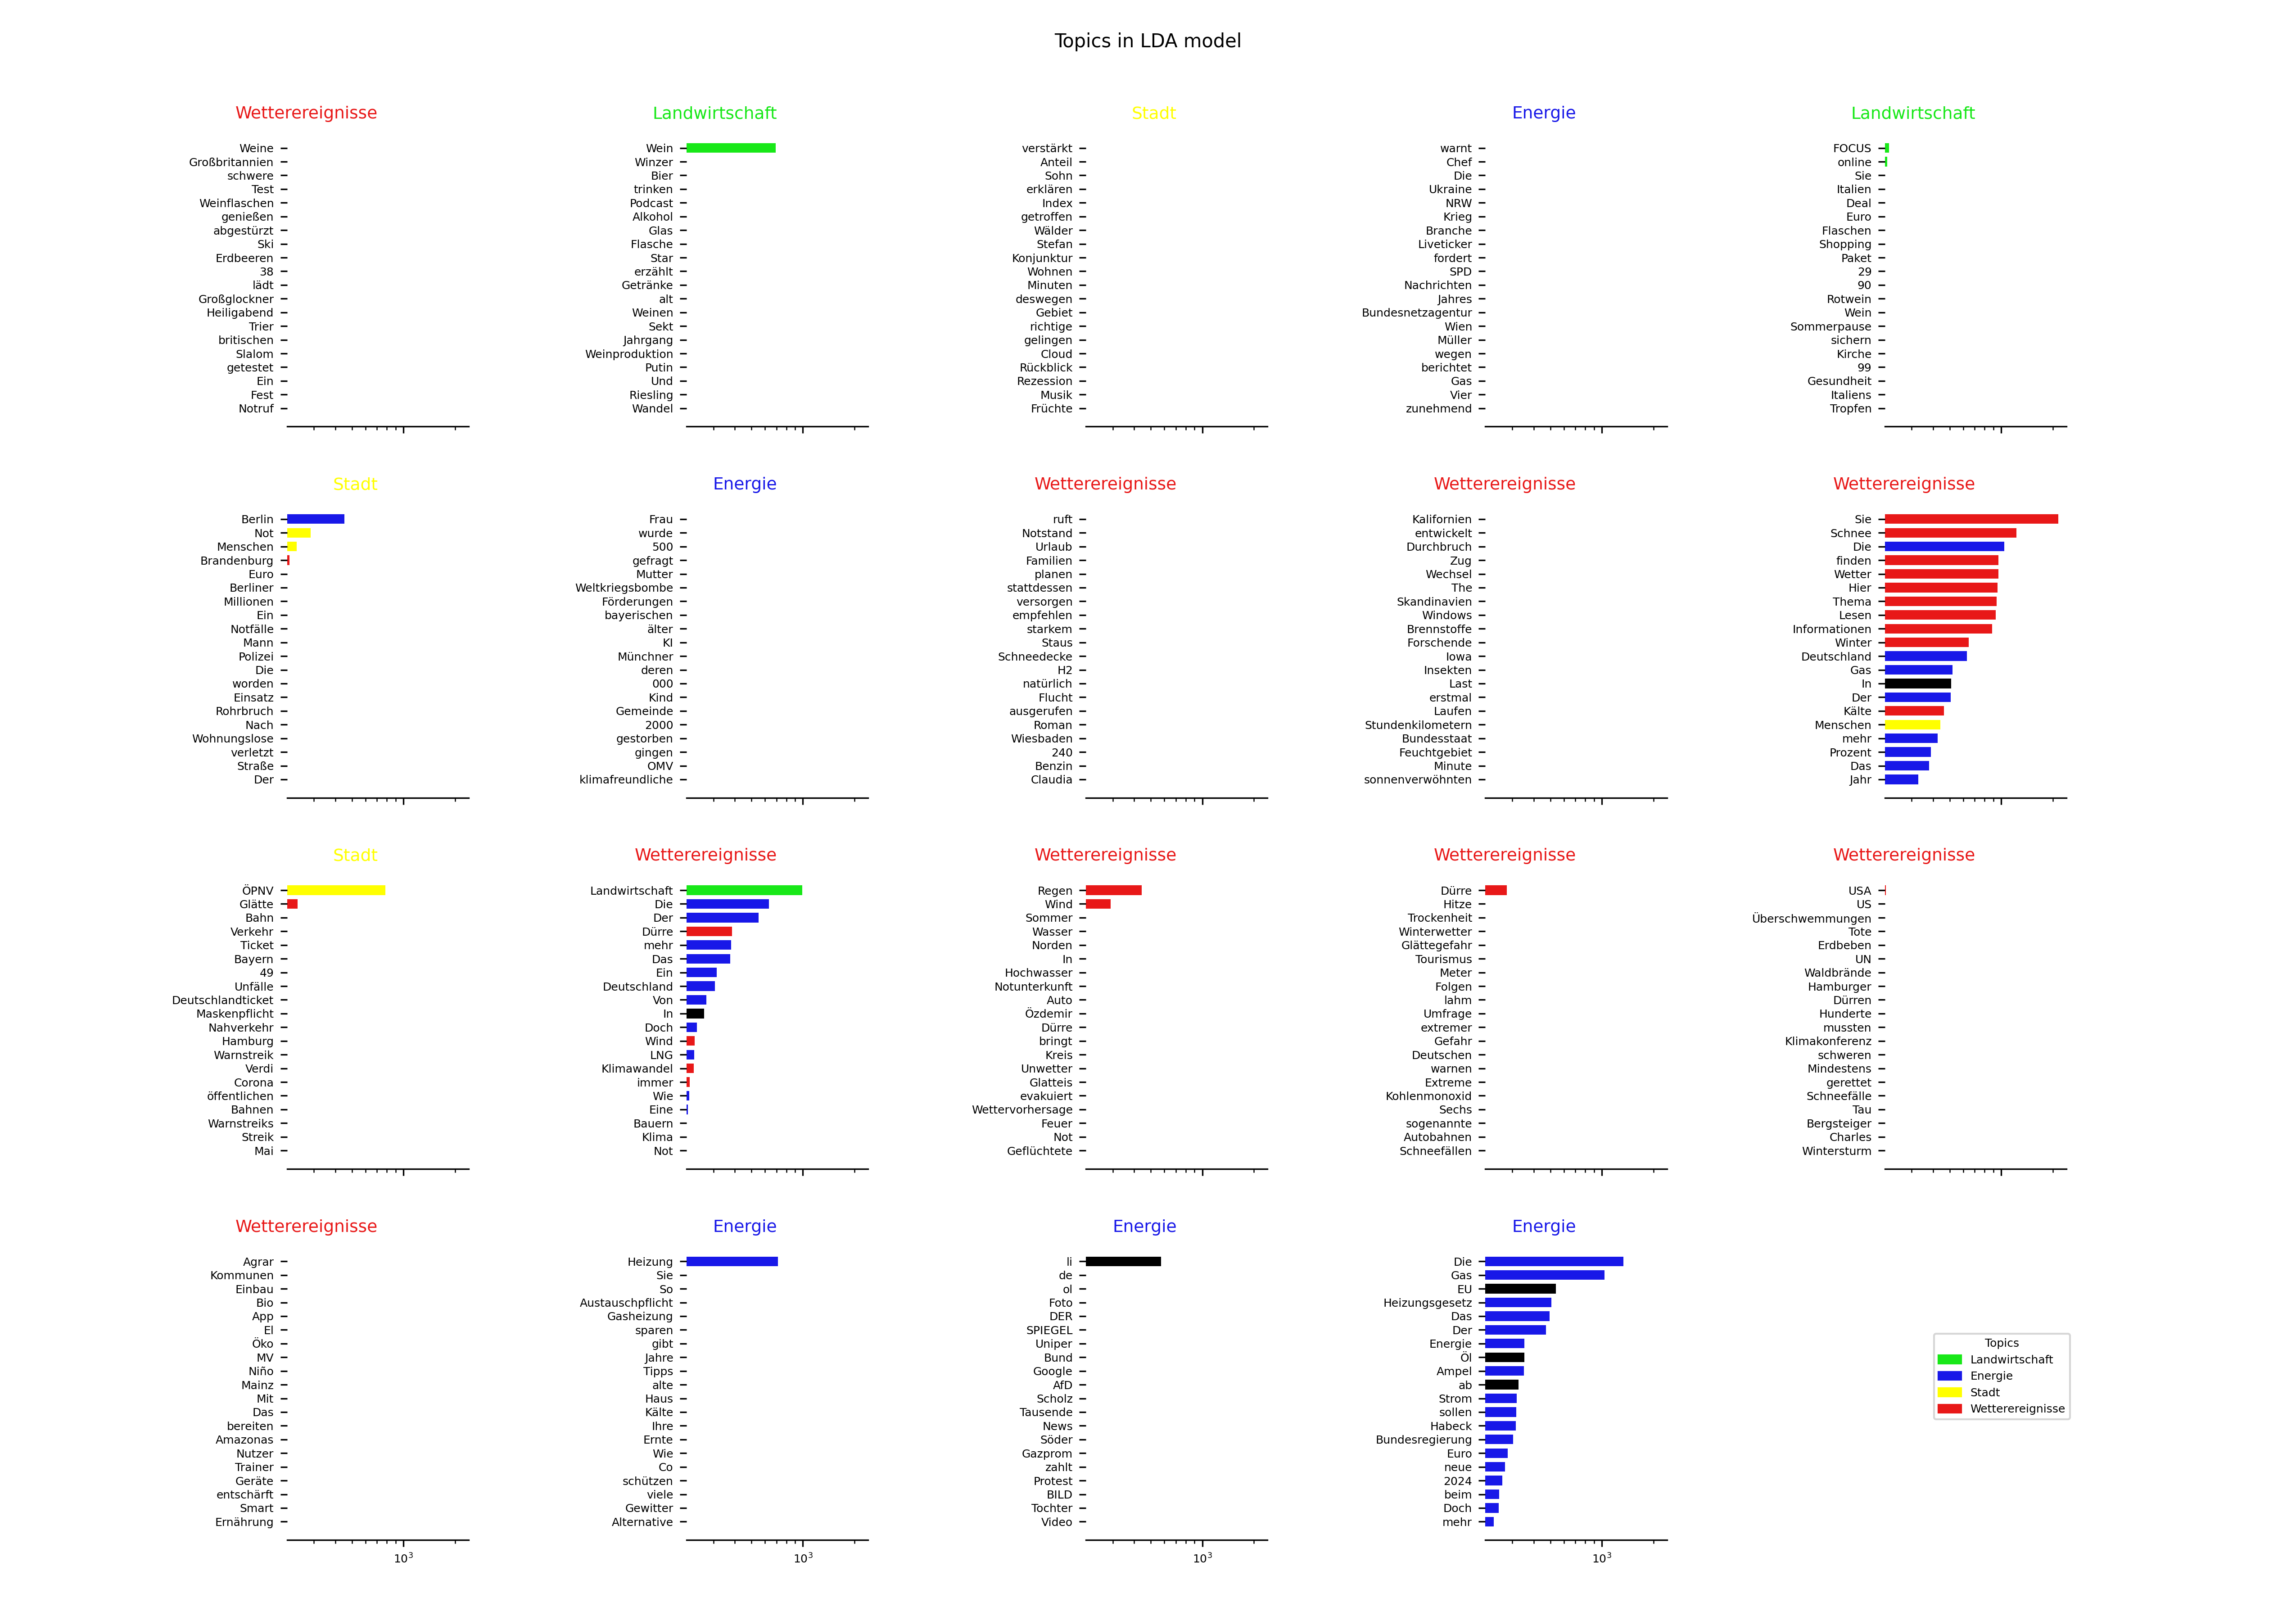 Topics in LDA model
Wetterereignisse
Weine
Großbritannien
schwere
Test
Weinflaschen
genießen
abgestürzt
Ski
Erdbeeren
38
lädt
Großglockner
Heiligabend
Trier
britischen
Slalom
getestet
Ein
Fest
Notruf
Landwirtschaft
Wein
Winzer
Bier
trinken
Podcast
Alkohol
Glas
Flasche
Star
erzählt
Getränke
alt
Weinen
Sekt
Jahrgang
Weinproduktion
Putin
Und
Riesling
Wandel
Stadt
verstärkt
Anteil
Sohn
erklären
Index
getroffen
Wälder
Stefan
Konjunktur
Wohnen
Minuten
deswegen
Gebiet
richtige
gelingen
Cloud
Rückblick
Rezession
Musik
Früchte
Energie
warnt
Chef
Die
Ukraine
NRW
Krieg
Branche
Liveticker
fordert
SPD
Nachrichten
Jahres
Bundesnetzagentur
Wien
Müller
wegen
berichtet
Gas
Vier
zunehmend
Landwirtschaft
FOCUS
online
Sie
Italien
Deal
Euro
Flaschen
Shopping
Paket
29
90
Rotwein
Wein
Sommerpause
sichern
Kirche
99
Gesundheit
Italiens
Tropfen
Stadt
Berlin
Not
Menschen
Brandenburg
Euro
Berliner
Millionen
Ein
Notfälle
Mann
Polizei
Die
worden
Einsatz
Rohrbruch
Nach
Wohnungslose
verletzt
Straße
Der
Energie
Frau
wurde
500
gefragt
Mutter
Weltkriegsbombe
Förderungen
bayerischen
älter
KI
Münchner
deren
000
Kind
Gemeinde
2000
gestorben
gingen
OMV
klimafreundliche
Wetterereignisse
ruft
Notstand
Urlaub
Familien
planen
stattdessen
versorgen
empfehlen
starkem
Staus
Schneedecke
H2
natürlich
Flucht
ausgerufen
Roman
Wiesbaden
240
Benzin
Claudia
Wetterereignisse
Kalifornien
entwickelt
Durchbruch
Zug
Wechsel
The
Skandinavien
Windows
Brennstoffe
Forschende
Iowa
Insekten
Last
erstmal
Laufen
Stundenkilometern
Bundesstaat
Feuchtgebiet
Minute
sonnenverwöhnten
Wetterereignisse
Sie
Schnee
Die
finden
Wetter
Hier
Thema
Lesen
Informationen
Winter
Deutschland
Gas
In
Der
Kälte
Menschen
mehr
Prozent
Das
Jahr
Stadt
ÖPNV
Glätte
Bahn
Verkehr
Ticket
Bayern
49
Unfälle
Deutschlandticket
Maskenpflicht
Nahverkehr
Hamburg
Warnstreik
Verdi
Corona
öffentlichen
Bahnen
Warnstreiks
Streik
Mai
Wetterereignisse
Landwirtschaft
Die
Der
Dürre
mehr
Das
Ein
Deutschland
Von
In
Doch
Wind
LNG
Klimawandel
immer
Wie
Eine
Bauern
Klima
Not
Wetterereignisse
Regen
Wind
Sommer
Wasser
Norden
In
Hochwasser
Notunterkunft
Auto
Özdemir
Dürre
bringt
Kreis
Unwetter
Glatteis
evakuiert
Wettervorhersage
Feuer
Not
Geflüchtete
Wetterereignisse
Dürre
Hitze
Trockenheit
Winterwetter
Glättegefahr
Tourismus
Meter
Folgen
lahm
Umfrage
extremer
Gefahr
Deutschen
warnen
Extreme
Kohlenmonoxid
Sechs
sogenannte
Autobahnen
Schneefällen
Wetterereignisse
USA
US
Überschwemmungen
Tote
Erdbeben
UN
Waldbrände
Hamburger
Dürren
Hunderte
mussten
Klimakonferenz
schweren
Mindestens
gerettet
Schneefälle
Tau
Bergsteiger
Charles
Wintersturm
Wetterereignisse
Agrar
Kommunen
Einbau
Bio
App
El
Öko
MV
Niño
Mainz
Mit
Das
bereiten
Amazonas
Nutzer
Trainer
Geräte
entschärft
Smart
Ernährung
10³
Energie
Heizung
Sie
So
Austauschpflicht
Gasheizung
sparen
gibt
Jahre
Tipps
alte
Haus
Kälte
Ihre
Ernte
Wie
Co
schützen
viele
Gewitter
Alternative
10³
Energie
li
de
ol
Foto
DER
SPIEGEL
Uniper
Bund
Google
AfD
Scholz
Tausende
News
Söder
Gazprom
zahlt
Protest
BILD
Tochter
Video
10³
Energie
Die
Gas
EU
Heizungsgesetz
Das
Der
Energie
Öl
Ampel
ab
Strom
sollen
Habeck
Bundesregierung
Euro
neue
2024
beim
Doch
mehr
10³
Topics
Landwirtschaft
Energie
Stadt
Wetterereignisse